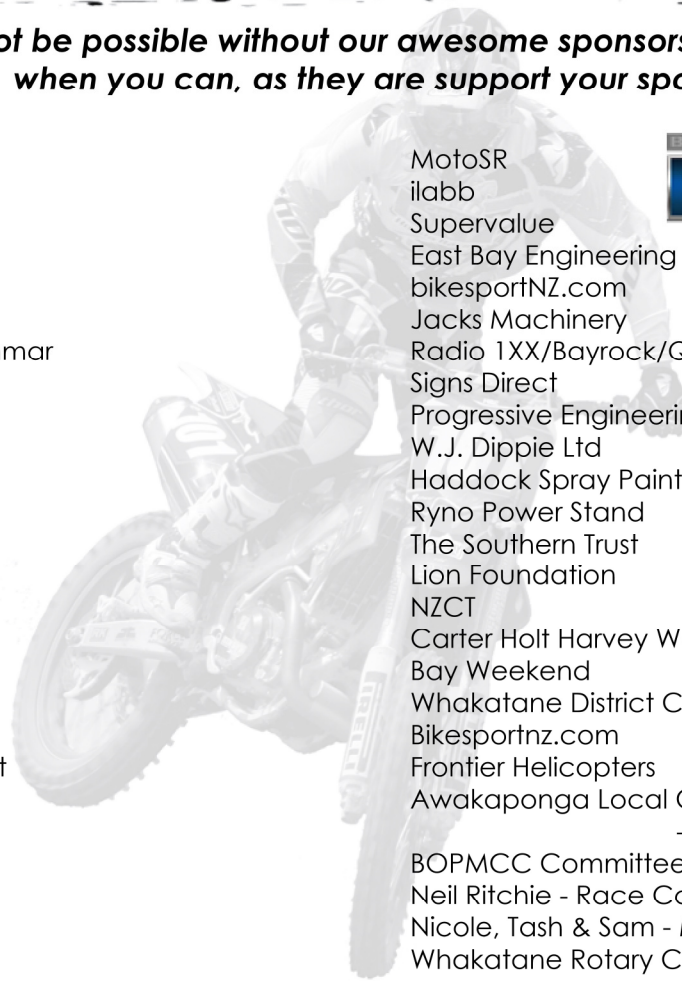 ot be possible without our awesome sponsors
when you can, as they are support your spo
MotoSR
ilabb
Supervalue
East Bay Engineering
bikesportNZ.com
Jacks Machinery
mar
Radio 1XX/Bayrock/Q
Signs Direct
Progressive Engineerin
W.J. Dippie Ltd
Haddock Spray Paint
Ryno Power Stand
The Southern Trust
Lion Foundation
NZCT
Carter Holt Harvey W
Bay Weekend
Whakatane District C
Bikesportnz.com
t
Frontier Helicopters
Awakaponga Local
-
BOPMCC Committee
Neil Ritchie - Race Co
Nicole, Tash & Sam -
Whakatane Rotary C
PIRELLI